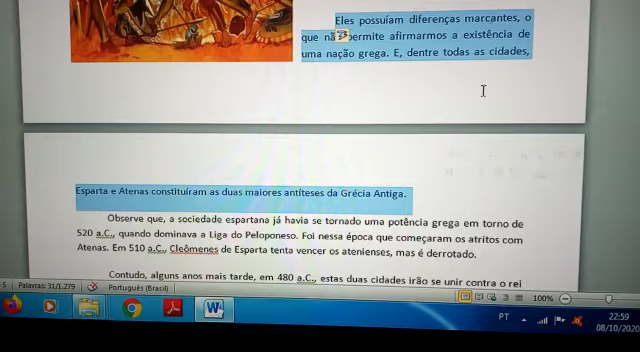 Eles possuíam diferenças marcantes, o
que não permite afirmarmos a existência de
uma nação grega. E, dentre todas as cidades,
Esparta e Atenas constituíram as duas maiores antíteses da Grécia Antiga.
Observe que, a sociedade espartana já havia se tornado uma potência grega em torno de
520 a.C., quando dominava a Liga do Peloponeso. Foi nessa época que começaram os atritos com
Atenas. Em 510 a.C., Cleômenes de Esparta tenta vencer os atenienses, mas é derrotado.
Contudo, alguns anos mais tarde, em 480 a.C., estas duas cidades irão se unir contra o rei
5 Palavras: 31/1.279 Português (Brasil) 100%
PT 22:59
08/10/2020